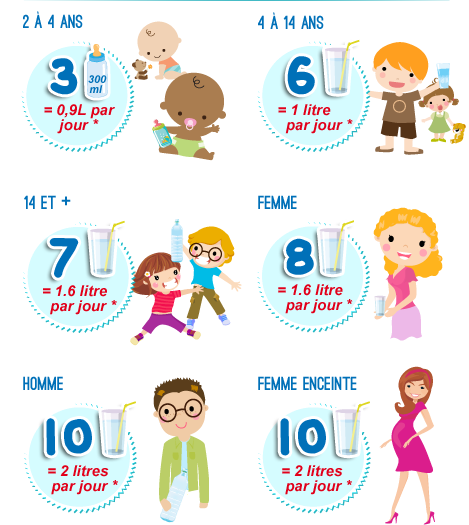 2 À 4 ANS
3
300
ml
= 0,9L par
jour *
4 À 14 ANS
6
= 1 litre
par jour *
14 ET +
7
= 1.6 litre
par jour *
FEMME
8
= 1.6 litre
par jour *
HOMME
10
= 2 litres
par jour *
FEMME ENCEINTE
10
= 2 litres
par jour *